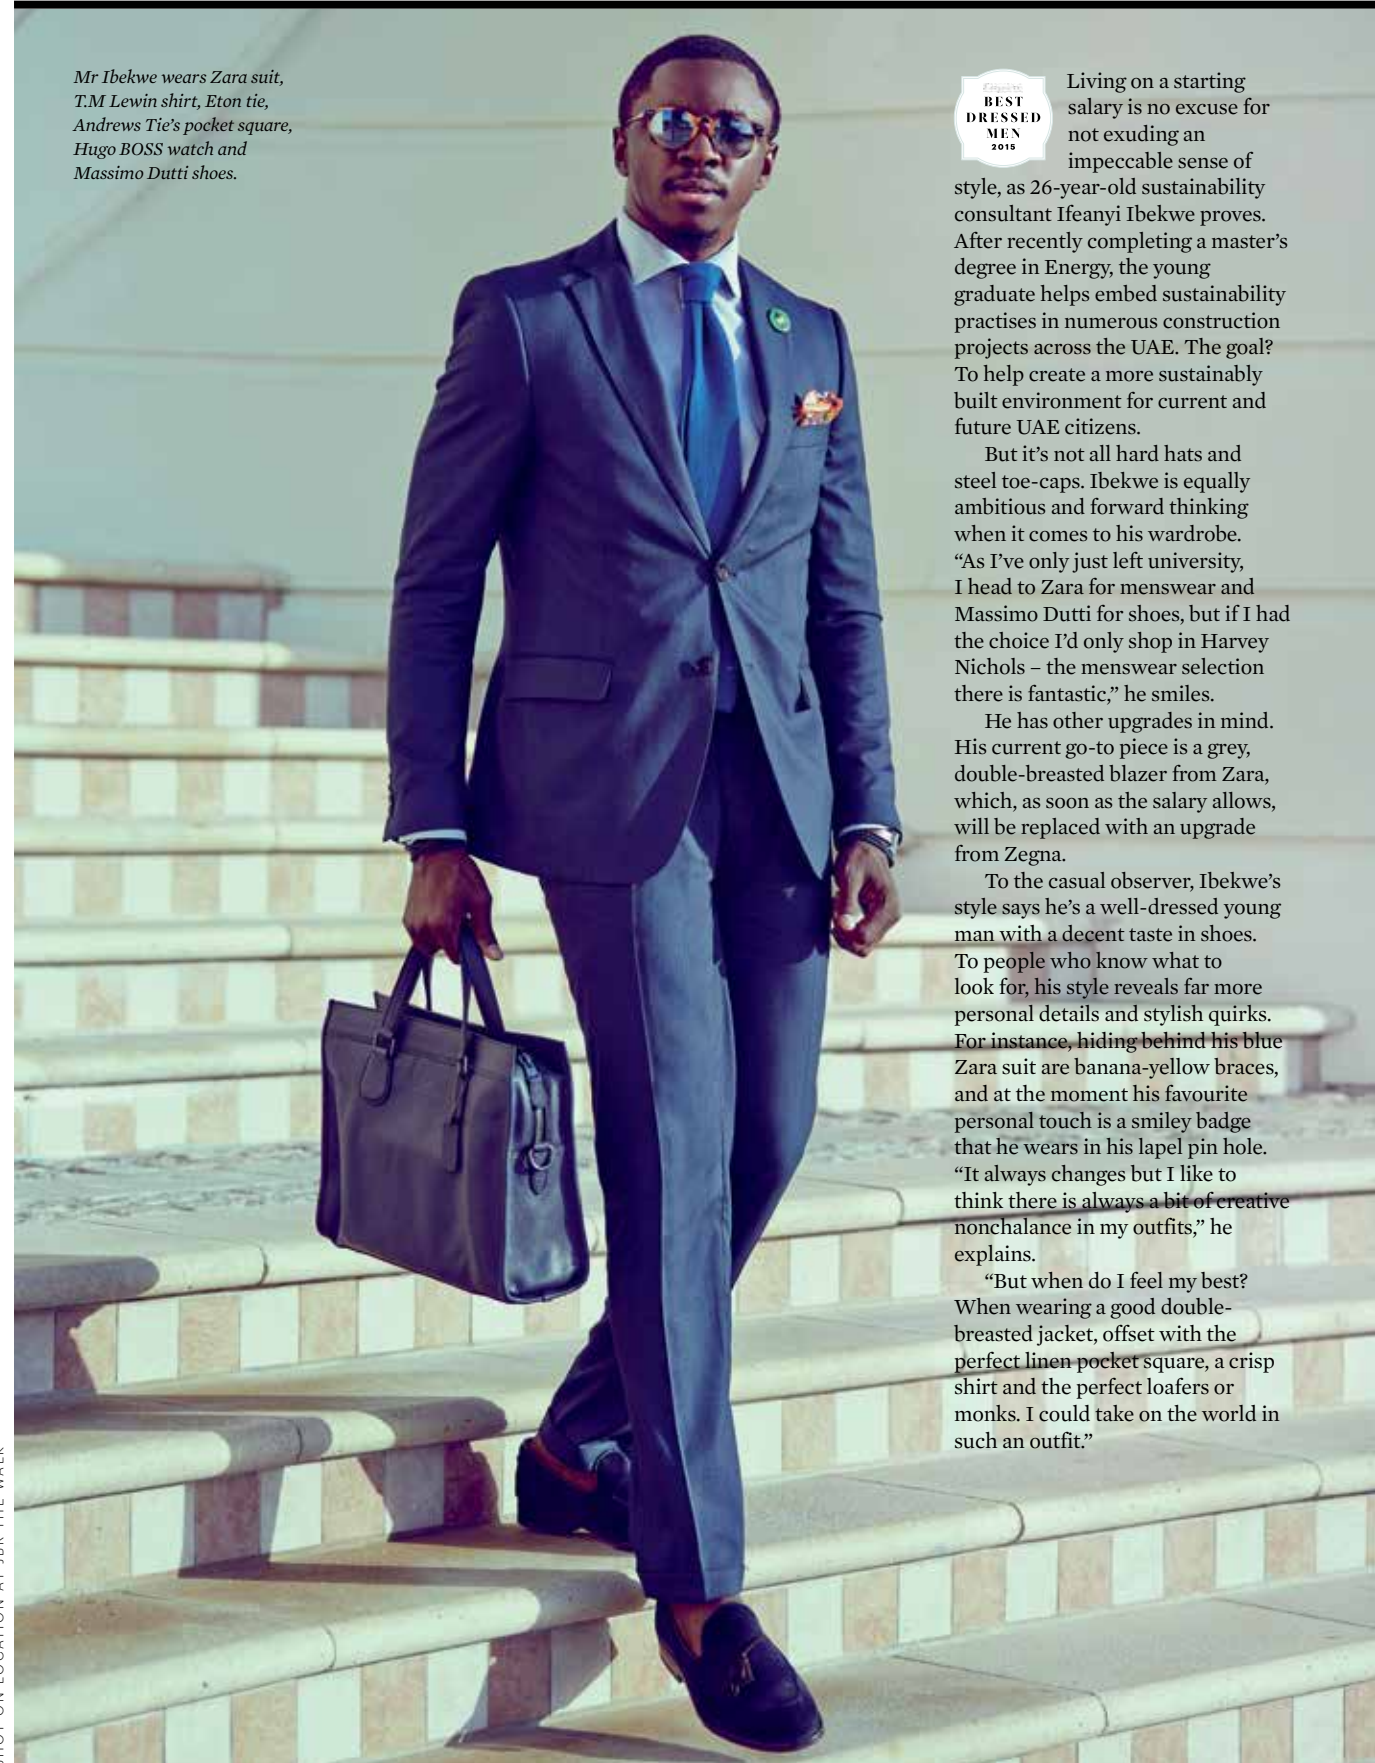 Mr Ibekwe wears Zara suit,
T.M Lewin shirt, Eton tie,
Andrews Tie's pocket square,
Hugo BOSS watch and
Massimo Dutti shoes.
Esquire
BEST
DRESSED
MEN
2015
Living on a starting
salary is no excuse for
not exuding an
impeccable sense of
style, as 26-year-old sustainability
consultant Ifeanyi Ibekwe proves.
After recently completing a master's
degree in Energy, the young
graduate helps embed sustainability
practises in numerous construction
projects across the UAE. The goal?
To help create a more sustainably
built environment for current and
future UAE citizens.
But it's not all hard hats and
steel toe-caps. Ibekwe is equally
ambitious and forward thinking
when it comes to his wardrobe.
“As I've only just left university,
I head to Zara for menswear and
Massimo Dutti for shoes, but if I had
the choice I'd only shop in Harvey
Nichols – the menswear selection
there is fantastic,” he smiles.
He has other upgrades in mind.
His current go-to piece is a grey,
double-breasted blazer from Zara,
which, as soon as the salary allows,
will be replaced with an upgrade
from Zegna.
To the casual observer, Ibekwe's
style says he's a well-dressed young
man with a decent taste in shoes.
To people who know what to
look for, his style reveals far more
personal details and stylish quirks.
For instance, hiding behind his blue
Zara suit are banana-yellow braces,
and at the moment his favourite
personal touch is a smiley badge
that he wears in his lapel pin hole.
“It always changes but I like to
think there is always a bit of creative
nonchalance in my outfits,” he
explains.
“But when do I feel my best?
When wearing a good double-
breasted jacket, offset with the
perfect linen pocket square, a crisp
shirt and the perfect loafers or
monks. I could take on the world in
such an outfit.”
SHOT ON LOCATION AT JBR THE WALK